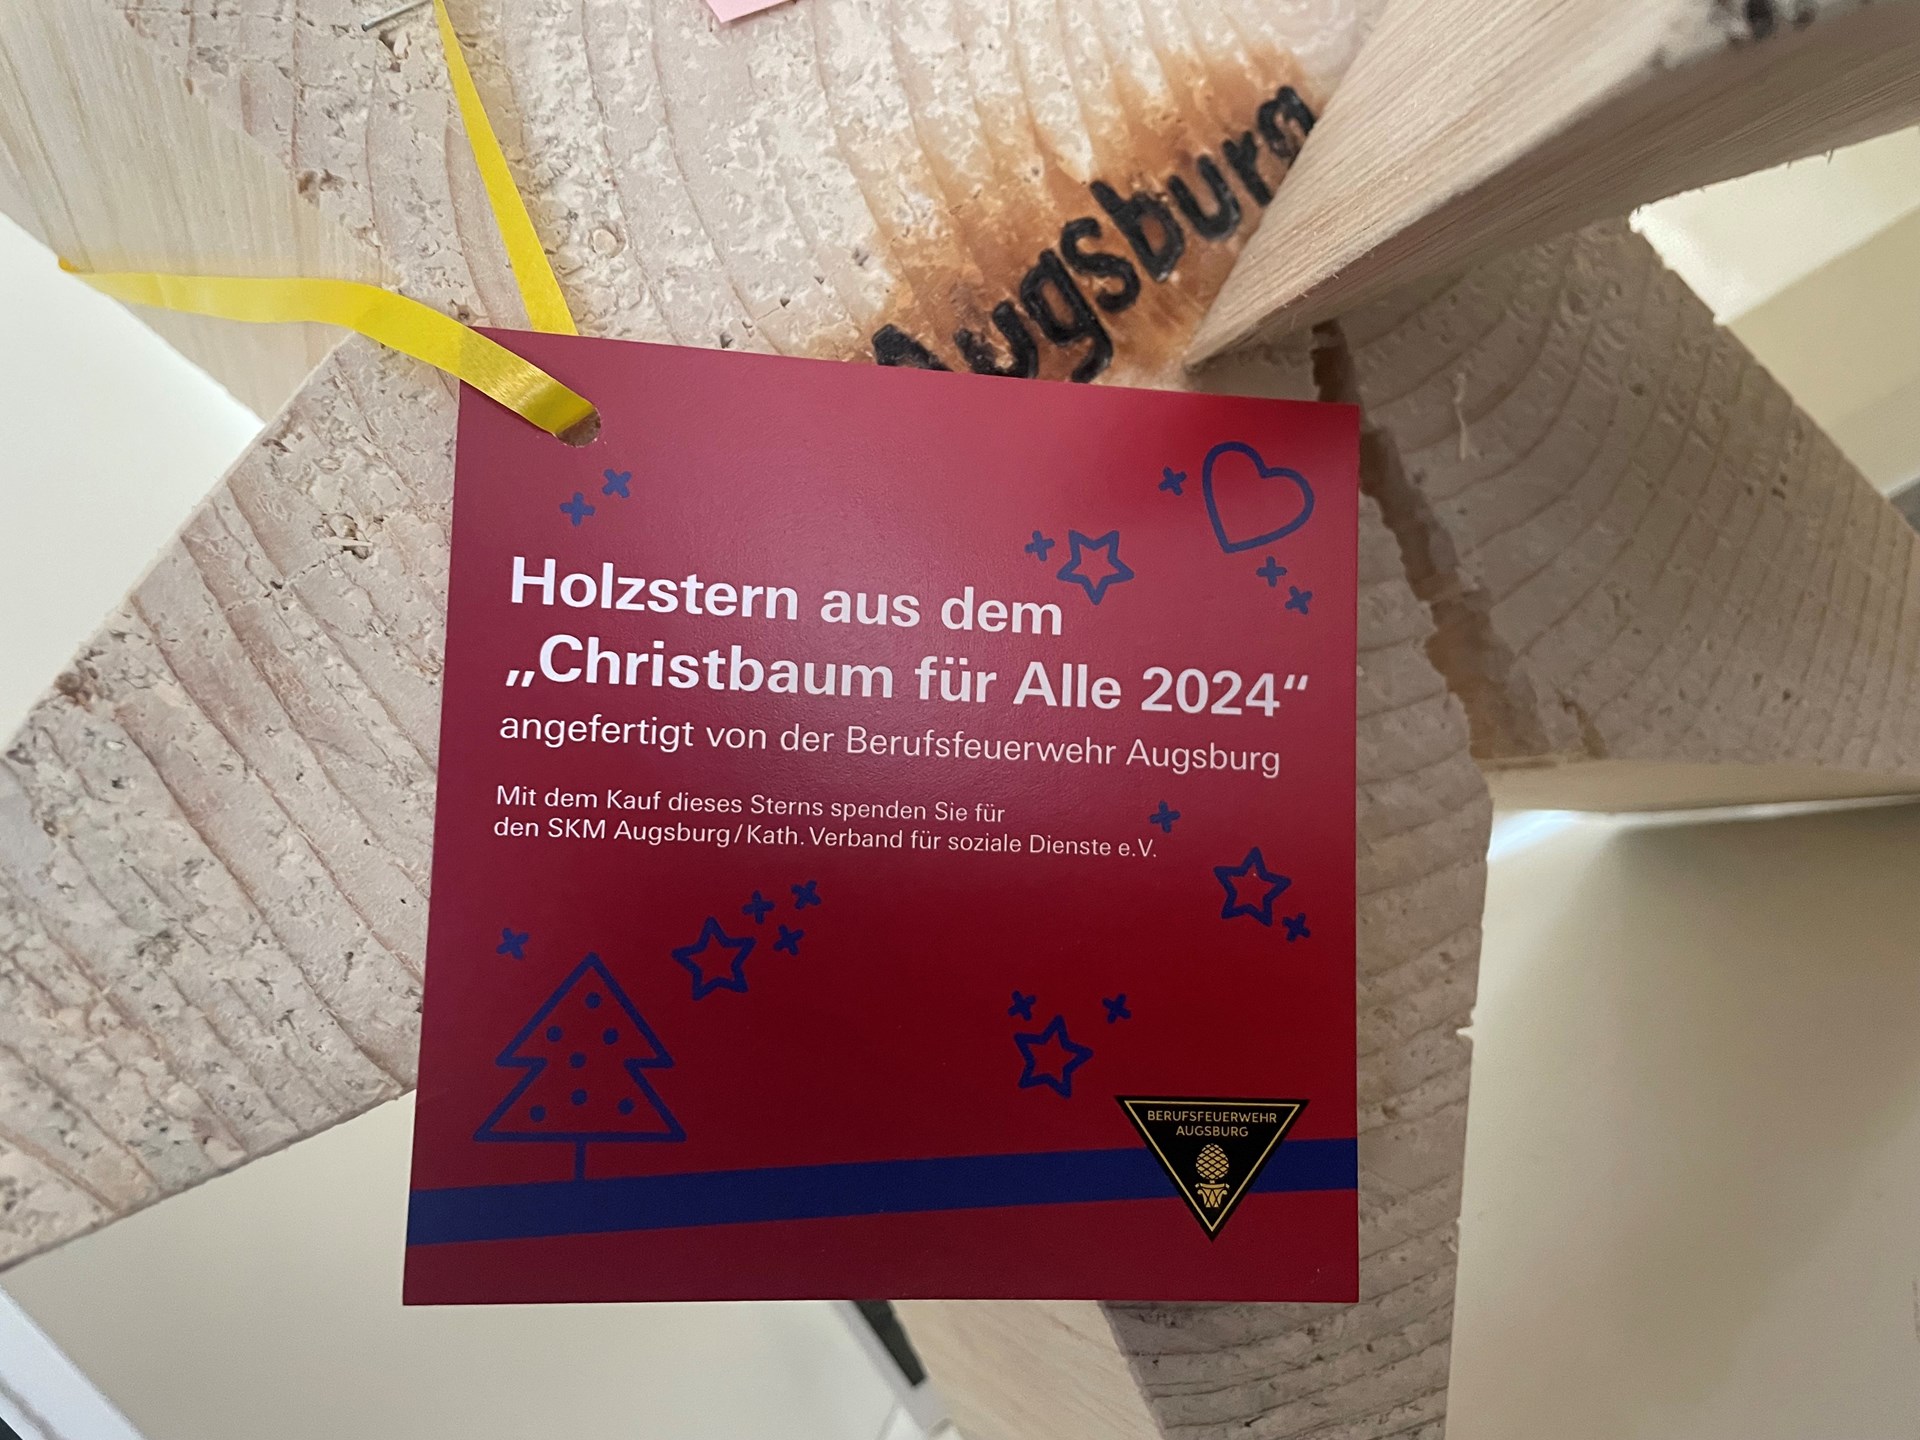 Augsburg
Holzstern aus dem
„Christbaum für Alle 2024“
angefertigt von der Berufsfeuerwehr Augsburg
Mit dem Kauf dieses Sterns spenden Sie für
den SKM Augsburg/Kath. Verband für soziale Dienste e.V.
BERUFSFEUERWEHR
AUGSBURG